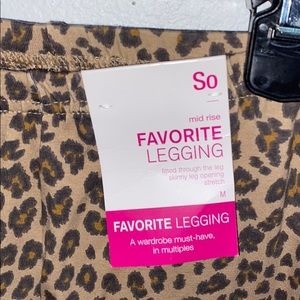 So
mid rise
FAVORITE
LEGGING
fitted through the leg
skinny leg opening
stretch
M
FAVORITE LEGGING
A wardrobe must-have,
in multiples